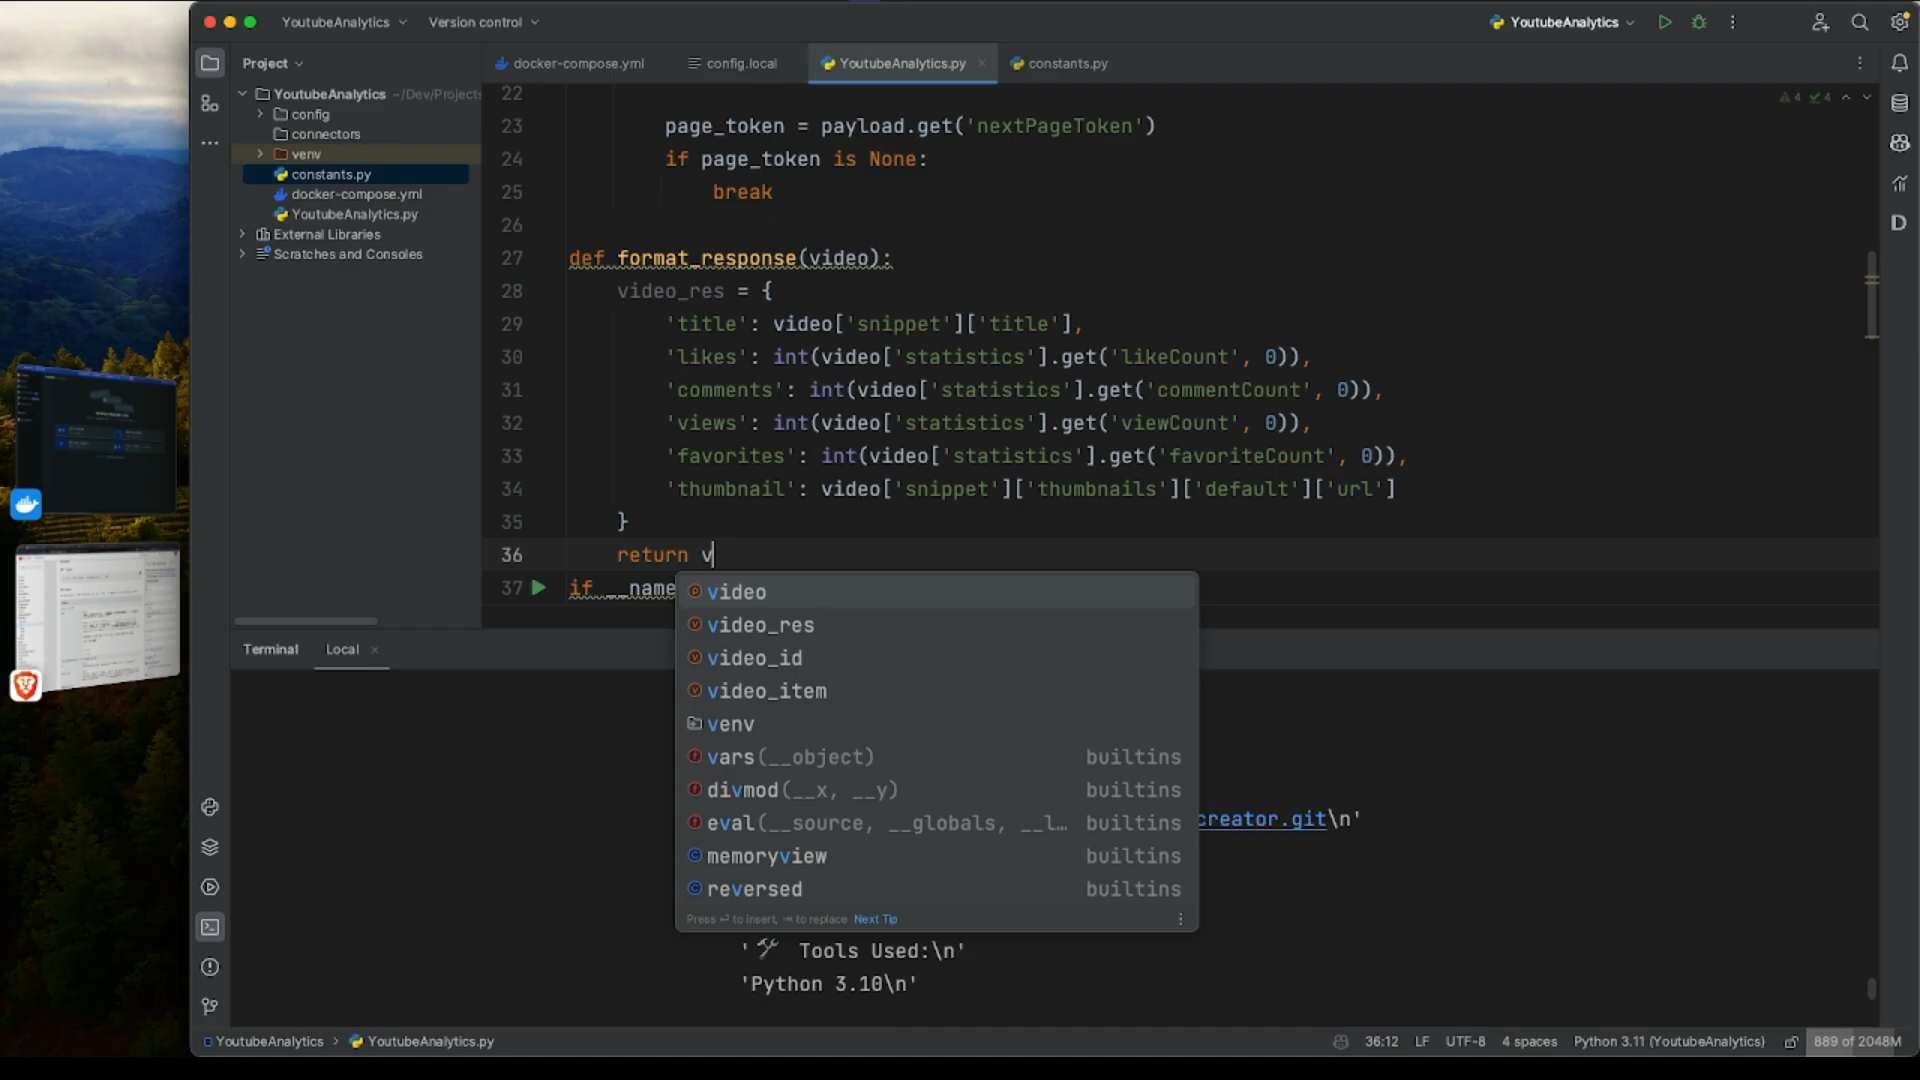 YoutubeAnalytics
Version control
YoutubeAnalytics
Project
docker-compose.yml
config.local
YoutubeAnalytics.py
constants.py
YoutubeAnalytics ~/Dev/Projects
config
connectors
venv
constants.py
docker-compose.yml
YoutubeAnalytics.py
External Libraries
Scratches and Consoles
4 4
22
23 page_token = payload.get('nextPageToken')
24 if page_token is None:
25 break
26
27 def format_response(video):
28 video_res = {
29 'title': video['snippet']['title'],
30 'likes': int(video['statistics'].get('likeCount', 0)),
31 'comments': int(video['statistics'].get('commentCount', 0)),
32 'views': int(video['statistics'].get('viewCount', 0)),
33 'favorites': int(video['statistics'].get('favoriteCount', 0)),
34 'thumbnail': video['snippet']['thumbnails']['default']['url']
35 }
36 return v
37 if __name
video
video_res
video_id
video_item
venv
vars(__object) builtins
divmod(__x, __y) builtins
eval(__source, __globals, __l… builtins
memoryview builtins
reversed builtins
Press ⏎ to insert, ⇥ to replace Next Tip
Terminal
Local
creator.git\n'
'🛠 Tools Used:\n'
'Python 3.10\n'
YoutubeAnalytics > YoutubeAnalytics.py
36:12 LF UTF-8 4 spaces Python 3.11 (YoutubeAnalytics) 889 of 2048M